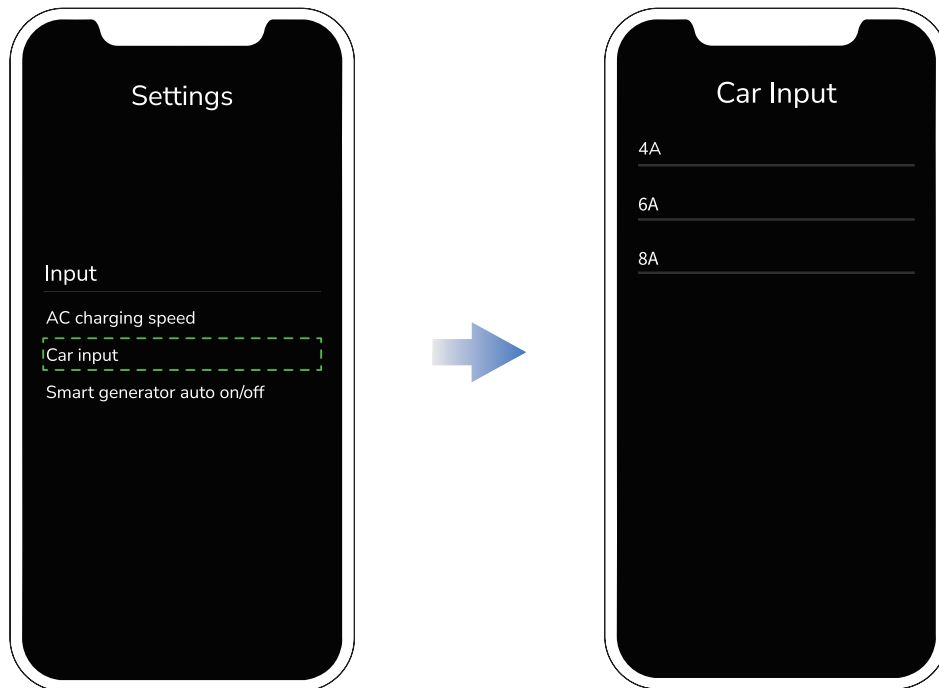 Settings
Input
AC charging speed
Car input
Smart generator auto on/off
Car Input
4A
6A
8A